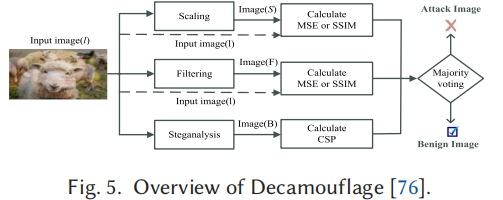 Attack Image
Input image(I)
Scaling
Image(S)
Calculate
MSE or SSIM
Input image(I)
Filtering
Image(F)
Calculate
MSE or SSIM
Majority
voting
Input image(I)
Steganalysis
Image(B)
Calculate
CSP
Benign Image
Fig. 5. Overview of Decamouflage [76].